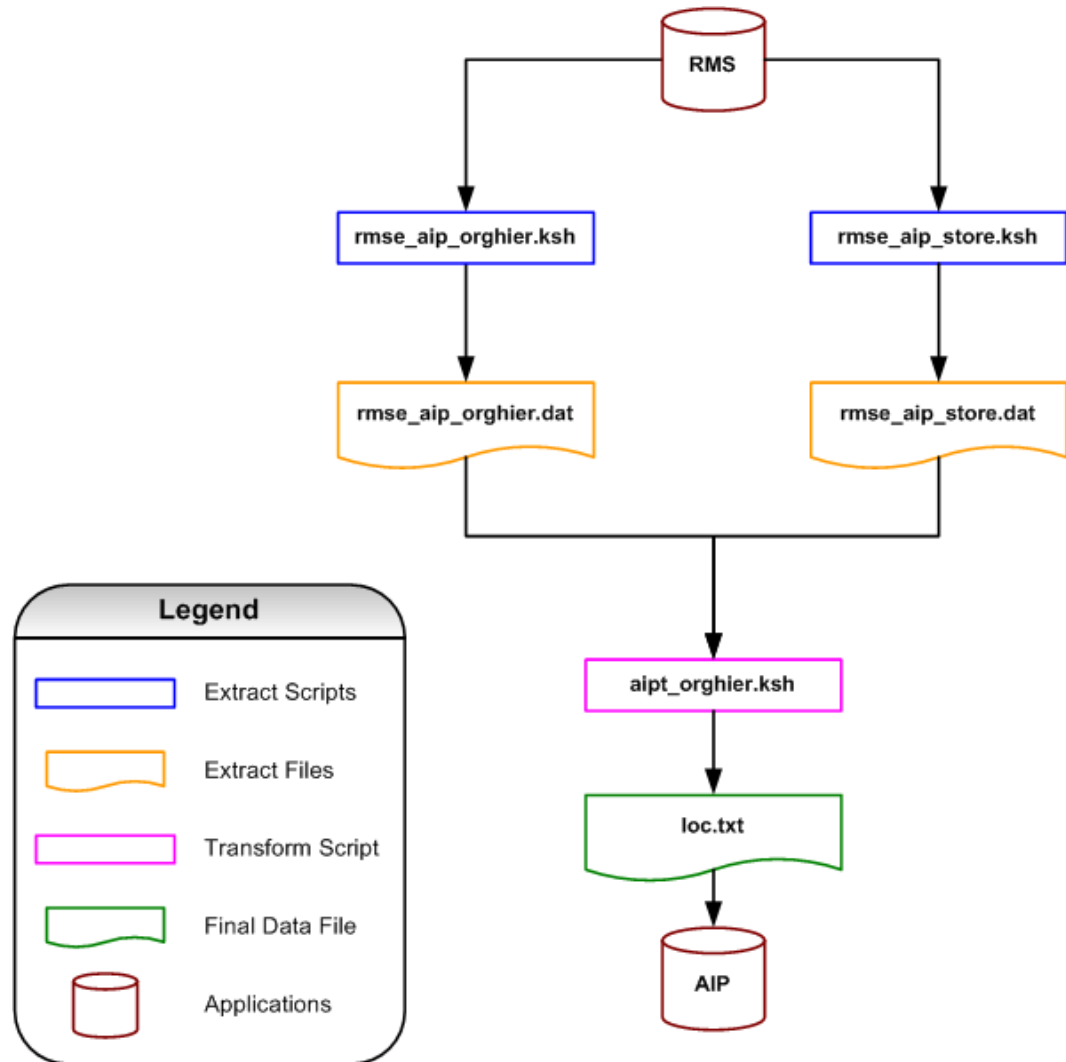 RMS
rmse_aip_orghier.ksh
rmse_aip_store.ksh
rmse_aip_orghier.dat
rmse_aip_store.dat
aipt_orghier.ksh
loc.txt
AIP
Legend
Extract Scripts
Extract Files
Transform Script
Final Data File
Applications